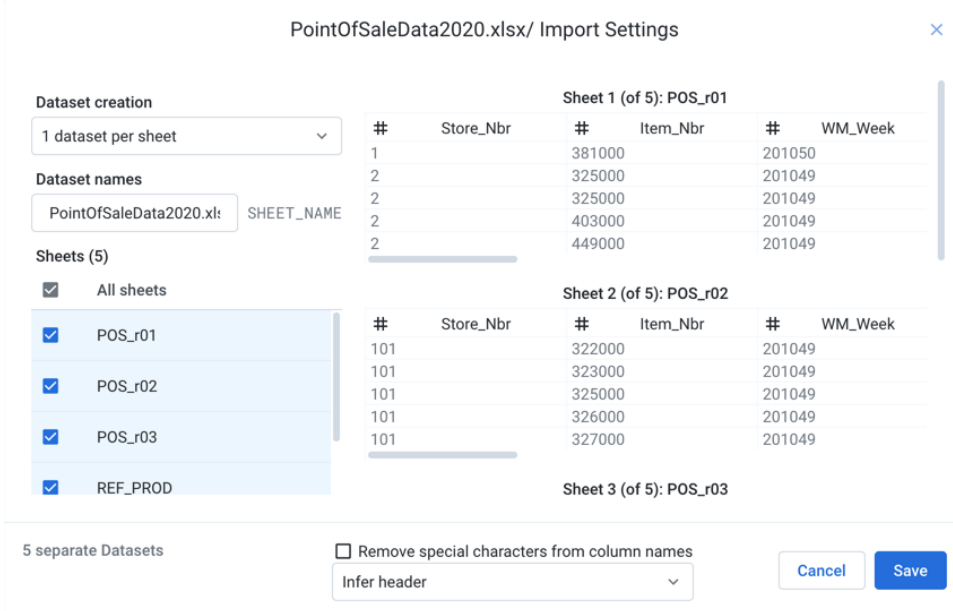 PointOfSaleData2020.xlsx/ Import Settings
Dataset creation
1 dataset per sheet
Dataset names
PointOfSaleData2020.xls SHEET_NAME
Sheets (5)
All sheets
POS_r01
POS_r02
POS_r03
REF_PROD
Sheet 1 (of 5): POS_r01
# Store_Nbr # Item_Nbr # WM_Week
1 381000 201050
2 325000 201049
2 325000 201049
2 403000 201049
2 449000 201049
Sheet 2 (of 5): POS_r02
# Store_Nbr # Item_Nbr # WM_Week
101 322000 201049
101 323000 201049
101 325000 201049
101 326000 201049
101 327000 201049
Sheet 3 (of 5): POS_r03
5 separate Datasets
Remove special characters from column names
Infer header
Cancel
Save